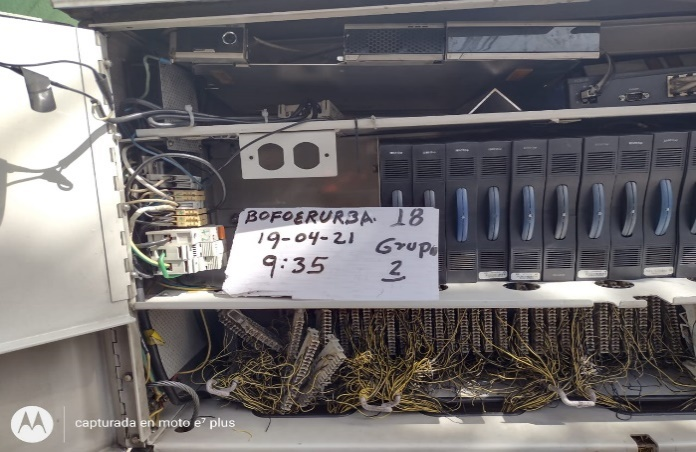 BOFOERURBA. 18
19-04-21 Grupo
9:35 2
capturada en moto e⁷ plus